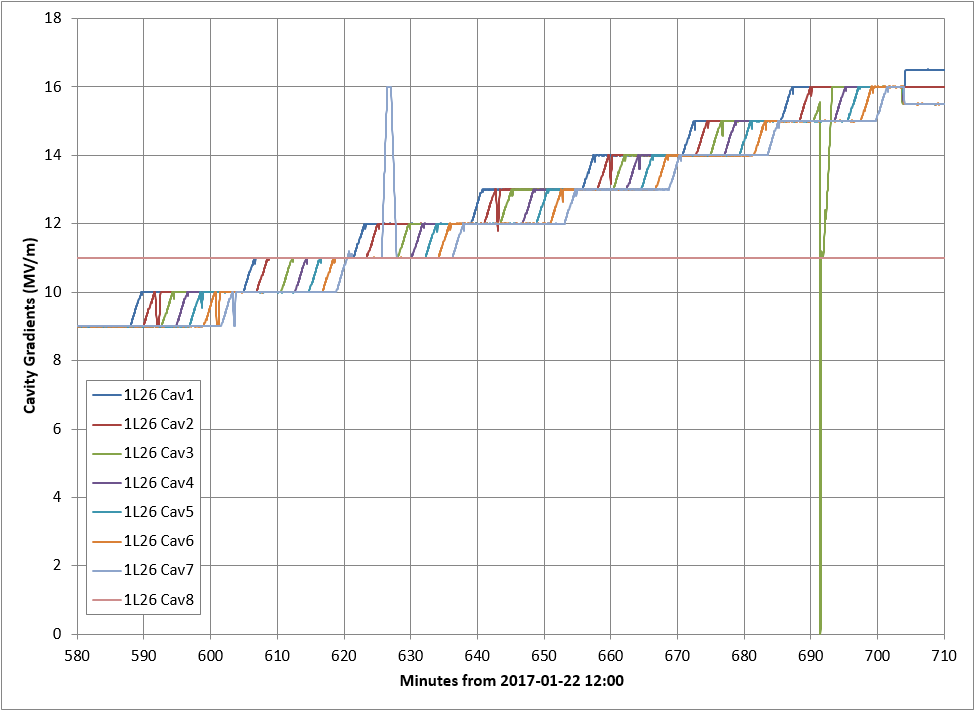 18
16
14
12
10
8
6
4
2
0
Cavity Gradients (MV/m)
1L26 Cav1
1L26 Cav2
1L26 Cav3
1L26 Cav4
1L26 Cav5
1L26 Cav6
1L26 Cav7
1L26 Cav8
580 590 600 610 620 630 640 650 660 670 680 690 700 710
Minutes from 2017-01-22 12:00